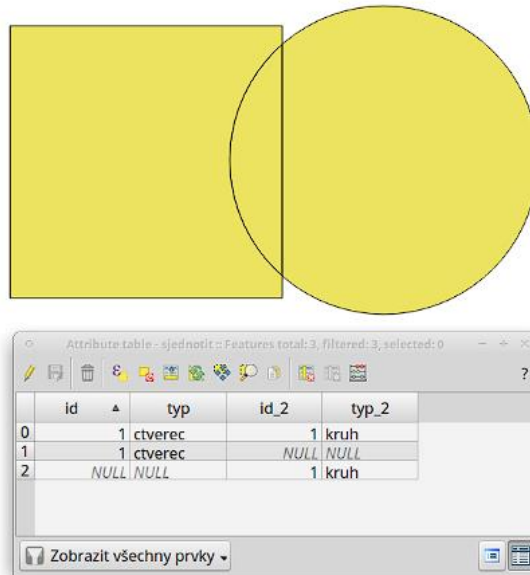 Attribute table - sjednotit :: Features total: 3, filtered: 3, selected: 0
?
id typ id_2 typ_2
0 1 ctverec 1 kruh
1 1 ctverec NULL NULL
2 NULL NULL 1 kruh
Zobrazit všechny prvky